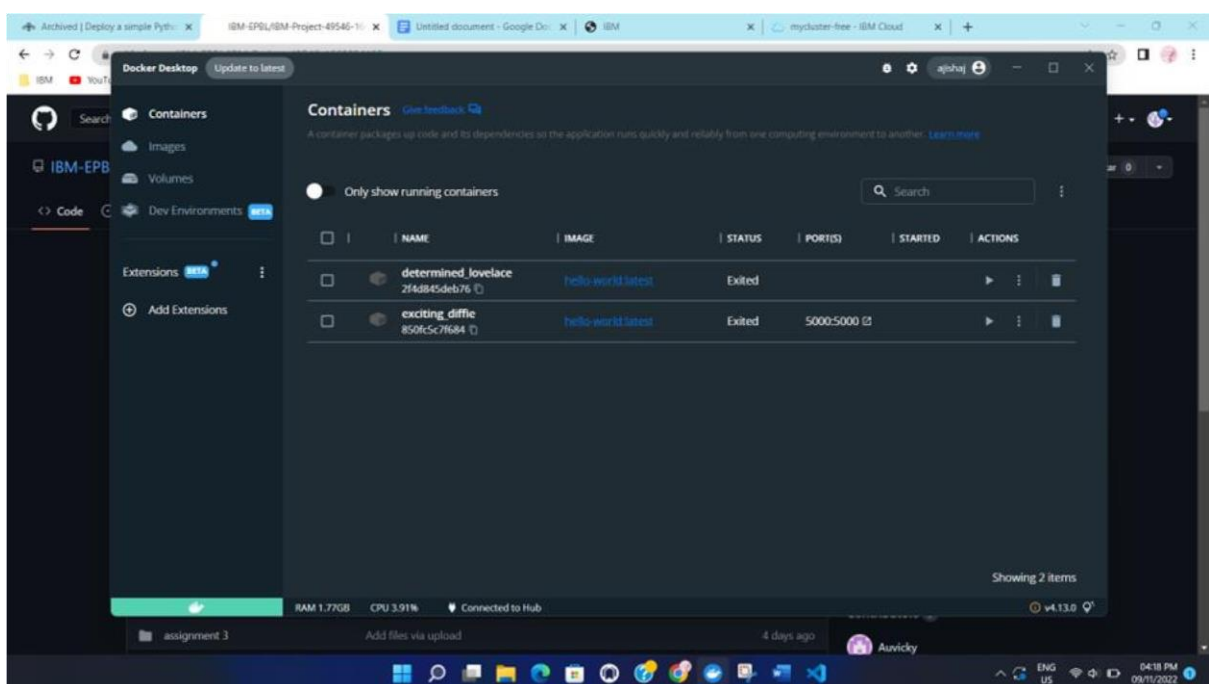 Archived | Deploy a simple Pytho
IBM-EPBL/IBM-Project-49546-16
Untitled document - Google Doc
IBM
mycluster-free - IBM Cloud
IBM
Docker Desktop
Update to latest
ajishaj
Search
IBM-EPB
Code
0
Containers
Images
Volumes
Dev Environments BETA
Extensions BETA
Add Extensions
Containers Give feedback
A container packages up code and its dependencies so the application runs quickly and reliably from one computing environment to another. Learn more
Only show running containers
Search
NAME IMAGE STATUS PORT(S) STARTED ACTIONS
determined_lovelace
2f4d845deb76
hello-world:latest Exited
exciting_diffie
850fc5c7f684
hello-world:latest Exited 5000:5000
Showing 2 items
RAM 1.77GB CPU 3.91% Connected to Hub v4.13.0
assignment 3 Add files via upload 4 days ago
Auvicky
ENG
US
04:18 PM
09/11/2022